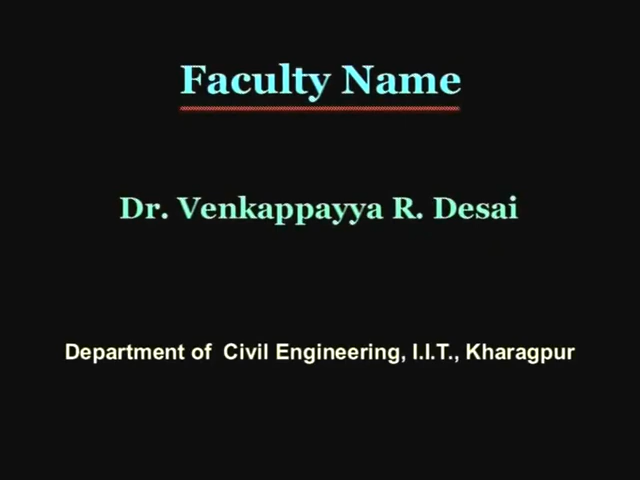 Faculty Name
Dr. Venkappayya R. Desai
Department of Civil Engineering, I.I.T., Kharagpur